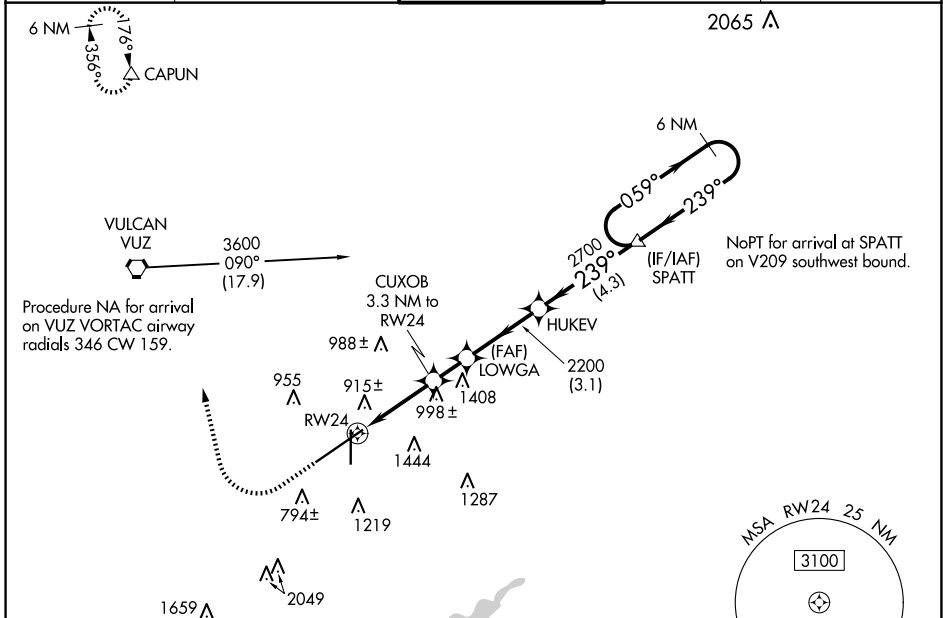 6 NM
176°
356°
CAPUN
2065
6 NM
059°
239°
VULCAN
VUZ
3600
090°
(17.9)
Procedure NA for arrival
on VUZ VORTAC airway
radials 346 CW 159.
2700
239°
(4.3)
(IF/IAF)
SPATT
NoPT for arrival at SPATT
on V209 southwest bound.
CUXOB
3.3 NM to
RW24
HUKEV
(FAF)
LOWGA
2200
(3.1)
988±
955
915±
998±
1408
RW24
1444
1287
794±
1219
2049
1659
MSA RW24 25 NM
3100